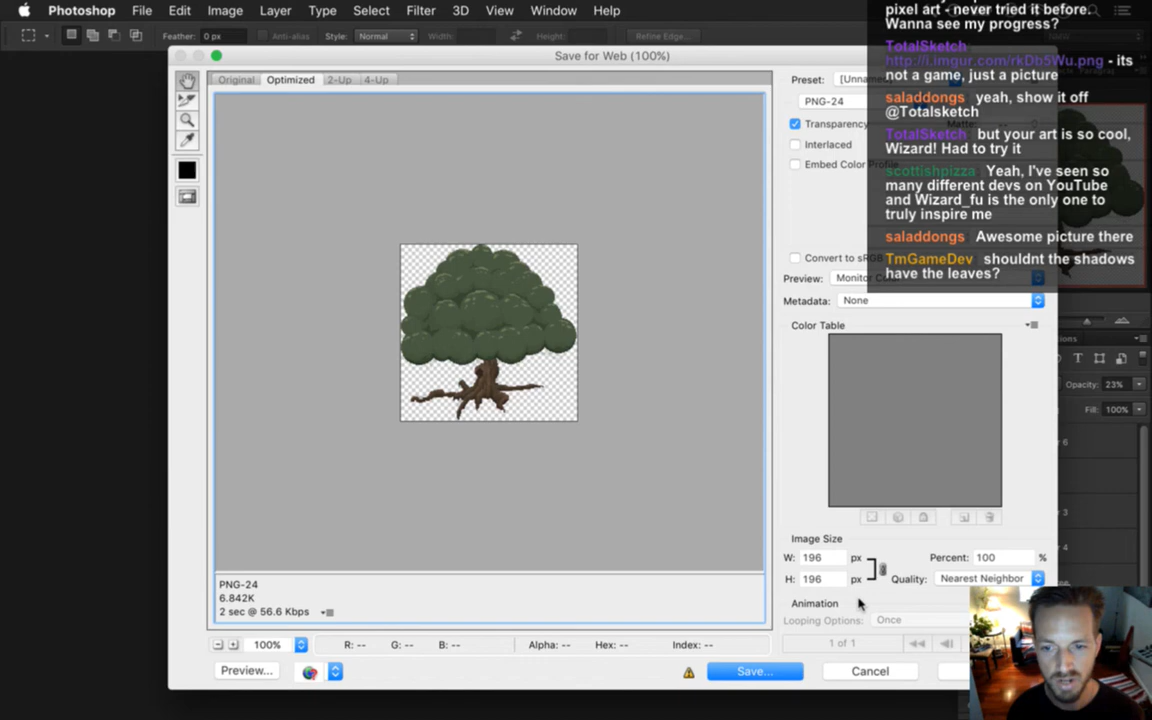 Photoshop File Edit Image Layer Type Select Filter 3D View Window Help
pixel art - never tried it before.
Wanna see my progress?
Feather: 0 px Anti-alias Style: Normal Width: Height: Refine Edge...
Save for Web (100%)
TotalSketch
http://i.imgur.com/rkDb5Wu.png - its
not a game, just a picture
Original Optimized 2-Up 4-Up
Preset: [Unnamed]
PNG-24
saladdongs yeah, show it off
@Totalsketch
Transparency
TotalSketch but your art is so cool,
Wizard! Had to try it
Interlaced
Embed Color Profile
scottishpizza Yeah, I've seen so
many different devs on YouTube
and Wizard_fu is the only one to
truly inspire me
saladdongs Awesome picture there
TmGameDev shouldnt the shadows
have the leaves?
Convert to sRGB
Preview: Monitor Color
Metadata: None
Color Table
Opacity: 23%
Fill: 100%
Image Size
W: 196 px Percent: 100 %
H: 196 px Quality: Nearest Neighbor
Animation
Looping Options: Once
1 of 1
PNG-24
6.842K
2 sec @ 56.6 Kbps
100% R: -- G: -- B: -- Alpha: -- Hex: -- Index: --
Preview... Save... Cancel